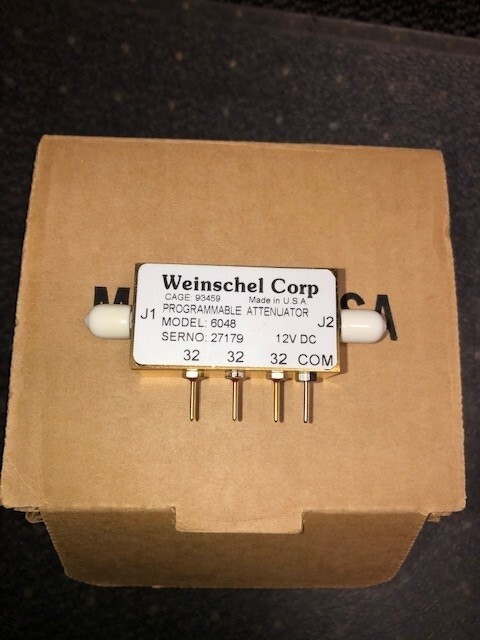 Weinschel Corp
CAGE: 93459 Made in U.S.A
PROGRAMMABLE ATTENUATOR
J1 J2
MODEL: 6048
SERNO: 27179 12V DC
32 32 32 COM